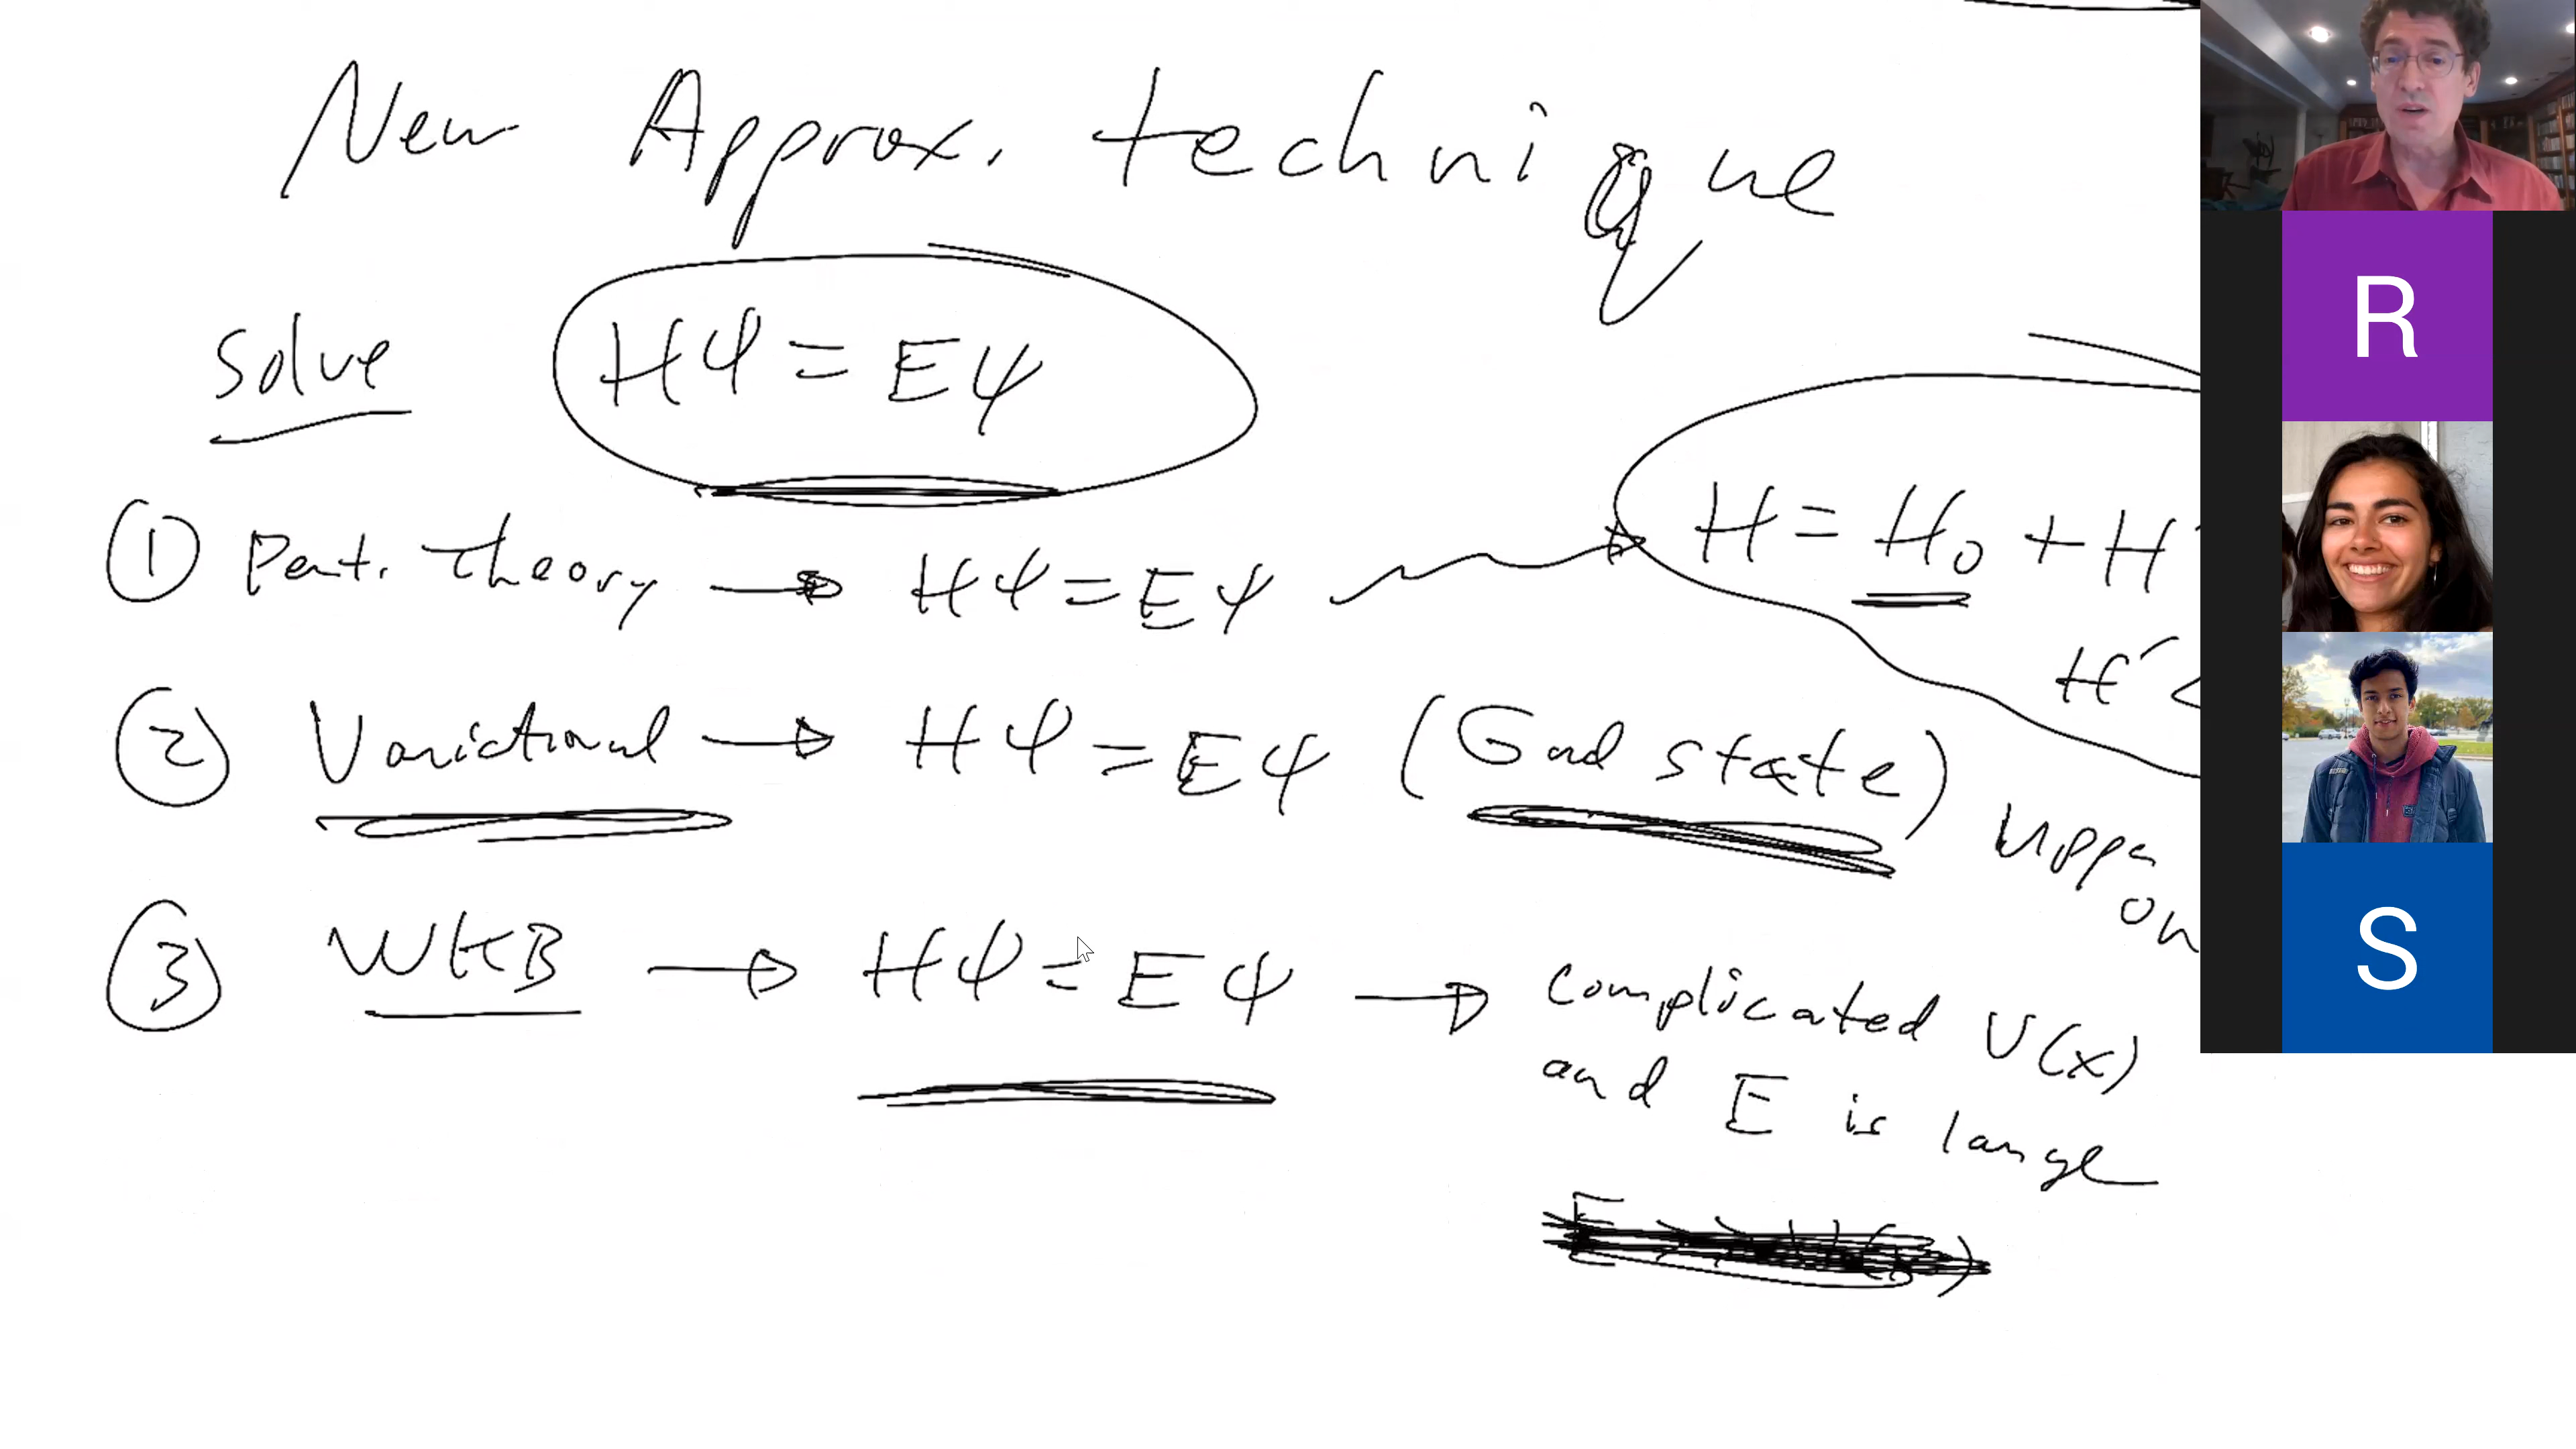 New Approx. technique
Solve HΨ = EΨ
① Pert. Theory → HΨ = EΨ H = H₀ + H'
H' <
② Variational → HΨ = EΨ (Gnd state) Upper
on
③ WKB → HΨ = EΨ → complicated V(x)
and E is large
R
S